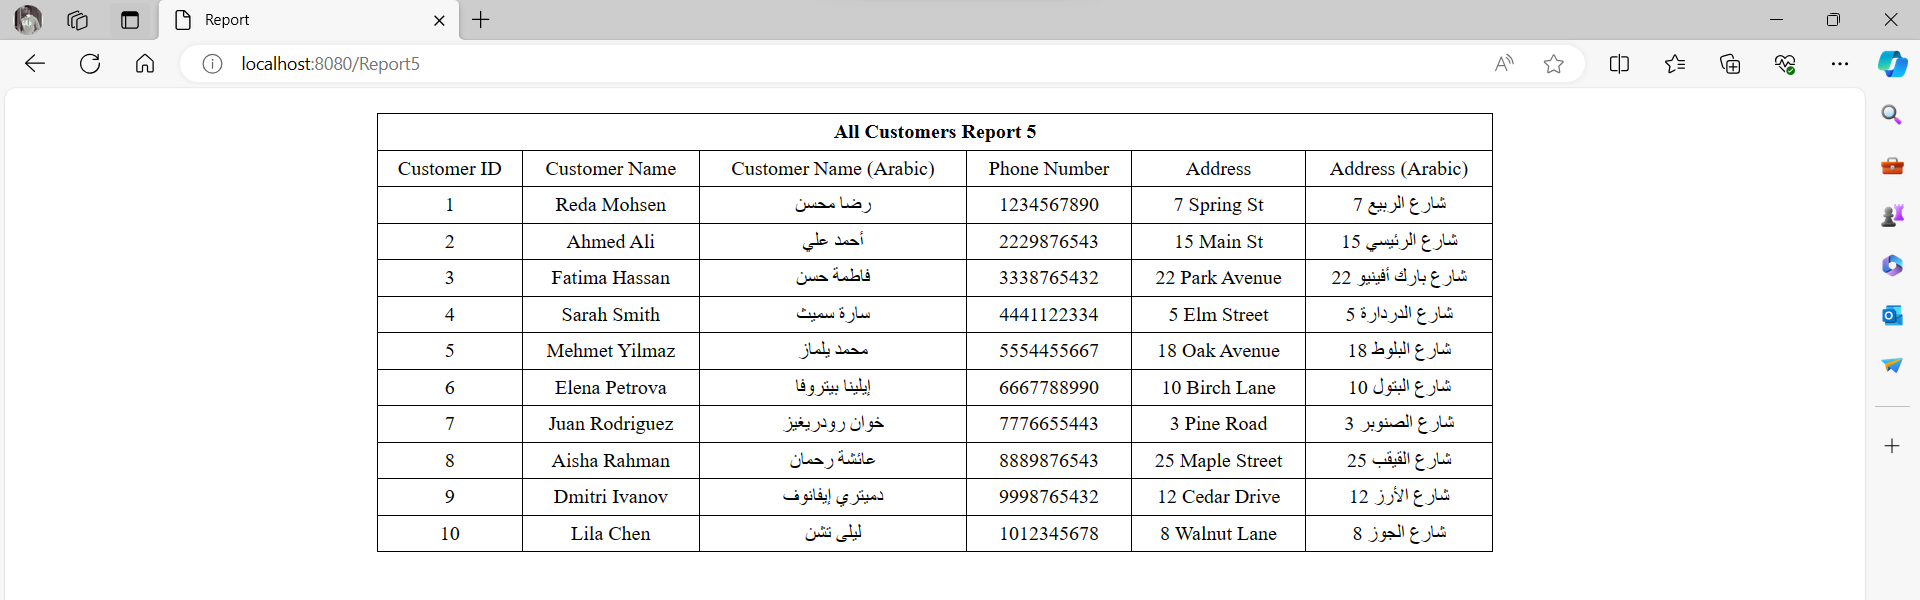 Report
localhost:8080/Report5
All Customers Report 5
Customer ID Customer Name Customer Name (Arabic) Phone Number Address Address (Arabic)
1 Reda Mohsen رضا محسن 1234567890 7 Spring St شارع الربيع 7
2 Ahmed Ali أحمد علي 2229876543 15 Main St شارع الرئيسي 15
3 Fatima Hassan فاطمة حسن 3338765432 22 Park Avenue شارع بارك أفينيو 22
4 Sarah Smith سارة سميث 4441122334 5 Elm Street شارع الدردارة 5
5 Mehmet Yilmaz محمد يلماز 5554455667 18 Oak Avenue شارع البلوط 18
6 Elena Petrova إيلينا بيتروفا 6667788990 10 Birch Lane شارع البتول 10
7 Juan Rodriguez خوان رودريغيز 7776655443 3 Pine Road شارع الصنوبر 3
8 Aisha Rahman عائشة رحمان 8889876543 25 Maple Street شارع القيقب 25
9 Dmitri Ivanov دميتري إيفانوف 9998765432 12 Cedar Drive شارع الأرز 12
10 Lila Chen ليلى تشن 1012345678 8 Walnut Lane شارع الجوز 8